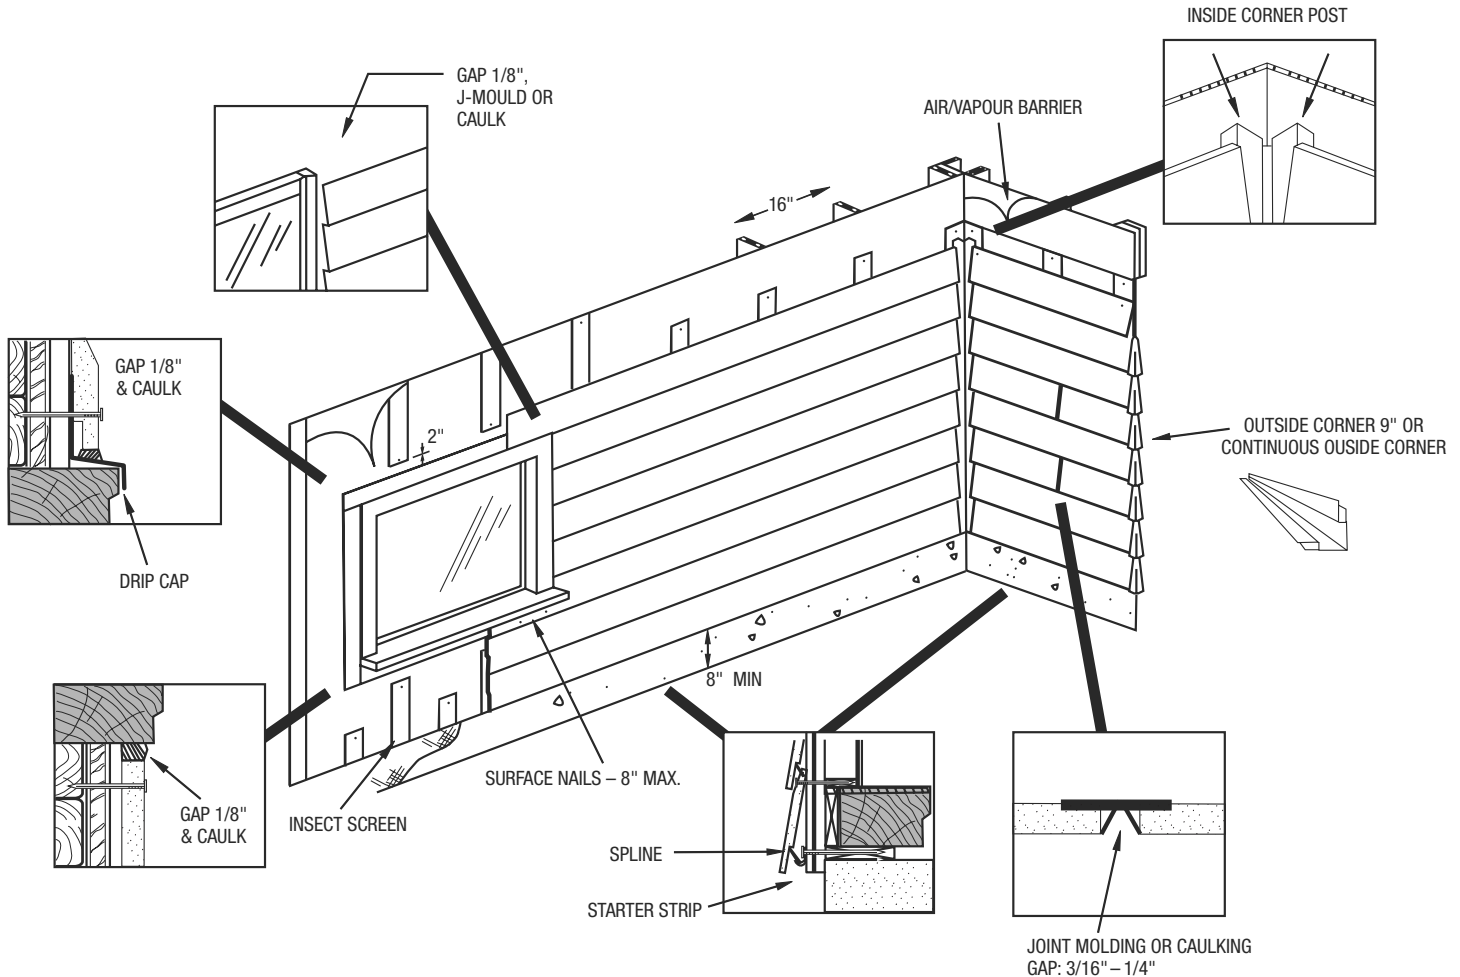 INSIDE CORNER POST
GAP 1/8",
J-MOULD OR
CAULK
AIR/VAPOUR BARRIER
16"
GAP 1/8"
& CAULK
2"
OUTSIDE CORNER 9" OR
CONTINUOUS OUSIDE CORNER
DRIP CAP
8" MIN
SURFACE NAILS – 8" MAX.
GAP 1/8"
& CAULK
INSECT SCREEN
SPLINE
STARTER STRIP
JOINT MOLDING OR CAULKING
GAP: 3/16" – 1/4"